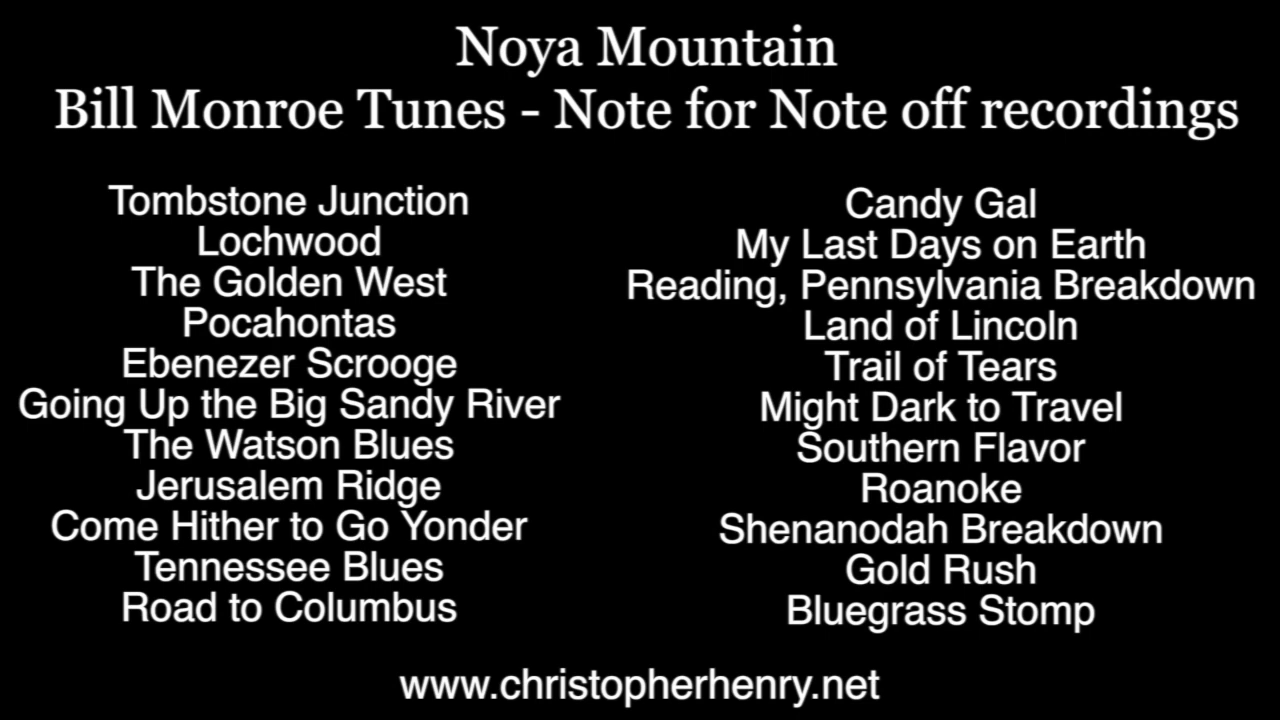 Noya Mountain
Bill Monroe Tunes - Note for Note off recordings
Tombstone Junction
Lochwood
The Golden West
Pocahontas
Ebenezer Scrooge
Going Up the Big Sandy River
The Watson Blues
Jerusalem Ridge
Come Hither to Go Yonder
Tennessee Blues
Road to Columbus
Candy Gal
My Last Days on Earth
Reading, Pennsylvania Breakdown
Land of Lincoln
Trail of Tears
Might Dark to Travel
Southern Flavor
Roanoke
Shenanodah Breakdown
Gold Rush
Bluegrass Stomp
www.christopherhenry.net